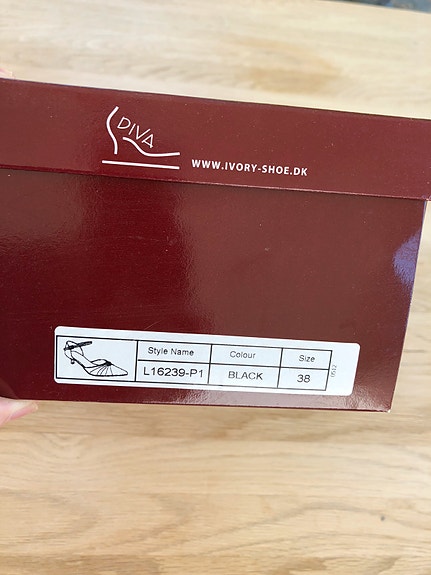 DIVA
WWW.IVORY-SHOE.DK
Style Name Colour Size
L16239-P1 BLACK 38